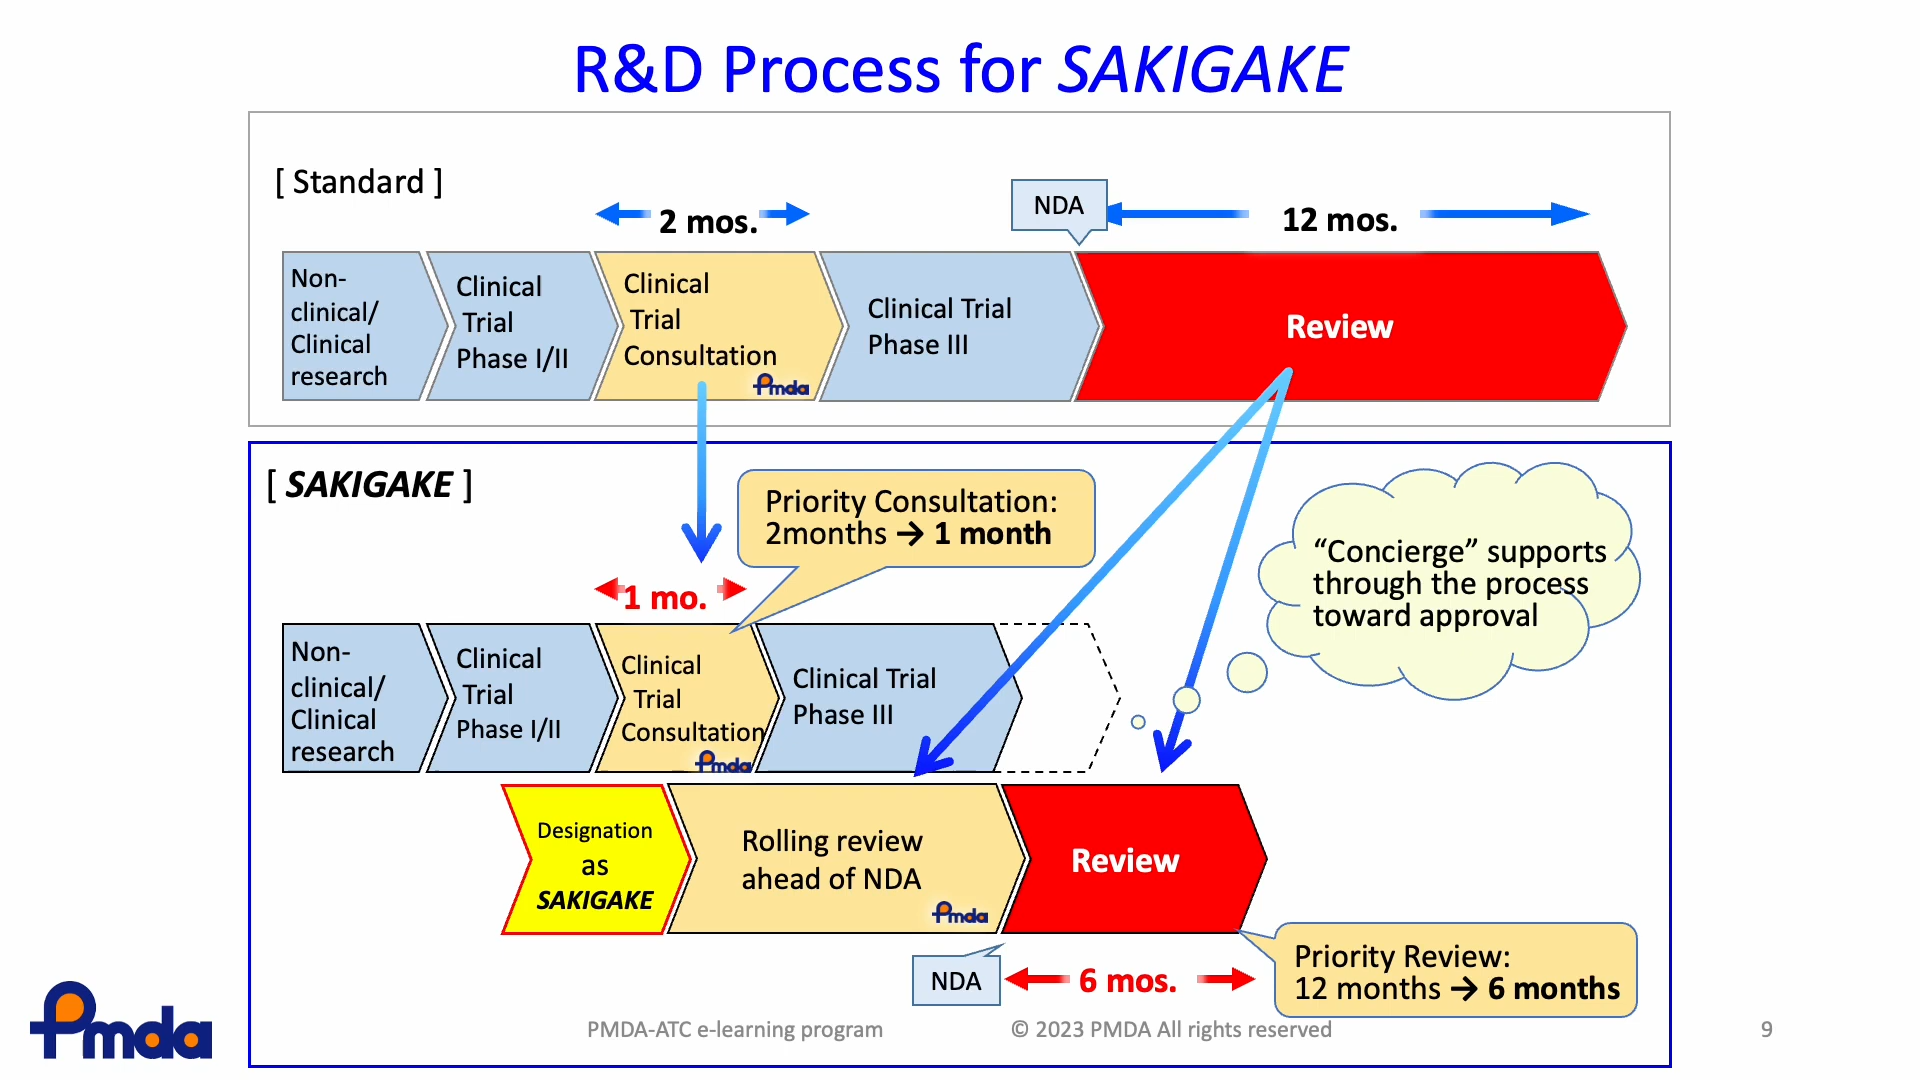 R&D Process for SAKIGAKE
[ Standard ]
2 mos.
NDA
12 mos.
Non-
clinical/
Clinical
research
Clinical
Trial
Phase I/II
Clinical
Trial
Consultation
Pmda
Clinical Trial
Phase III
Review
[ SAKIGAKE ]
Priority Consultation:
2months → 1 month
“Concierge” supports
through the process
toward approval
1 mo.
Non-
clinical/
Clinical
research
Clinical
Trial
Phase I/II
Clinical
Trial
Consultation
Pmda
Clinical Trial
Phase III
Designation
as
SAKIGAKE
Rolling review
ahead of NDA
Pmda
Review
NDA
6 mos.
Priority Review:
12 months → 6 months
Pmda
PMDA-ATC e-learning program
© 2023 PMDA All rights reserved
9